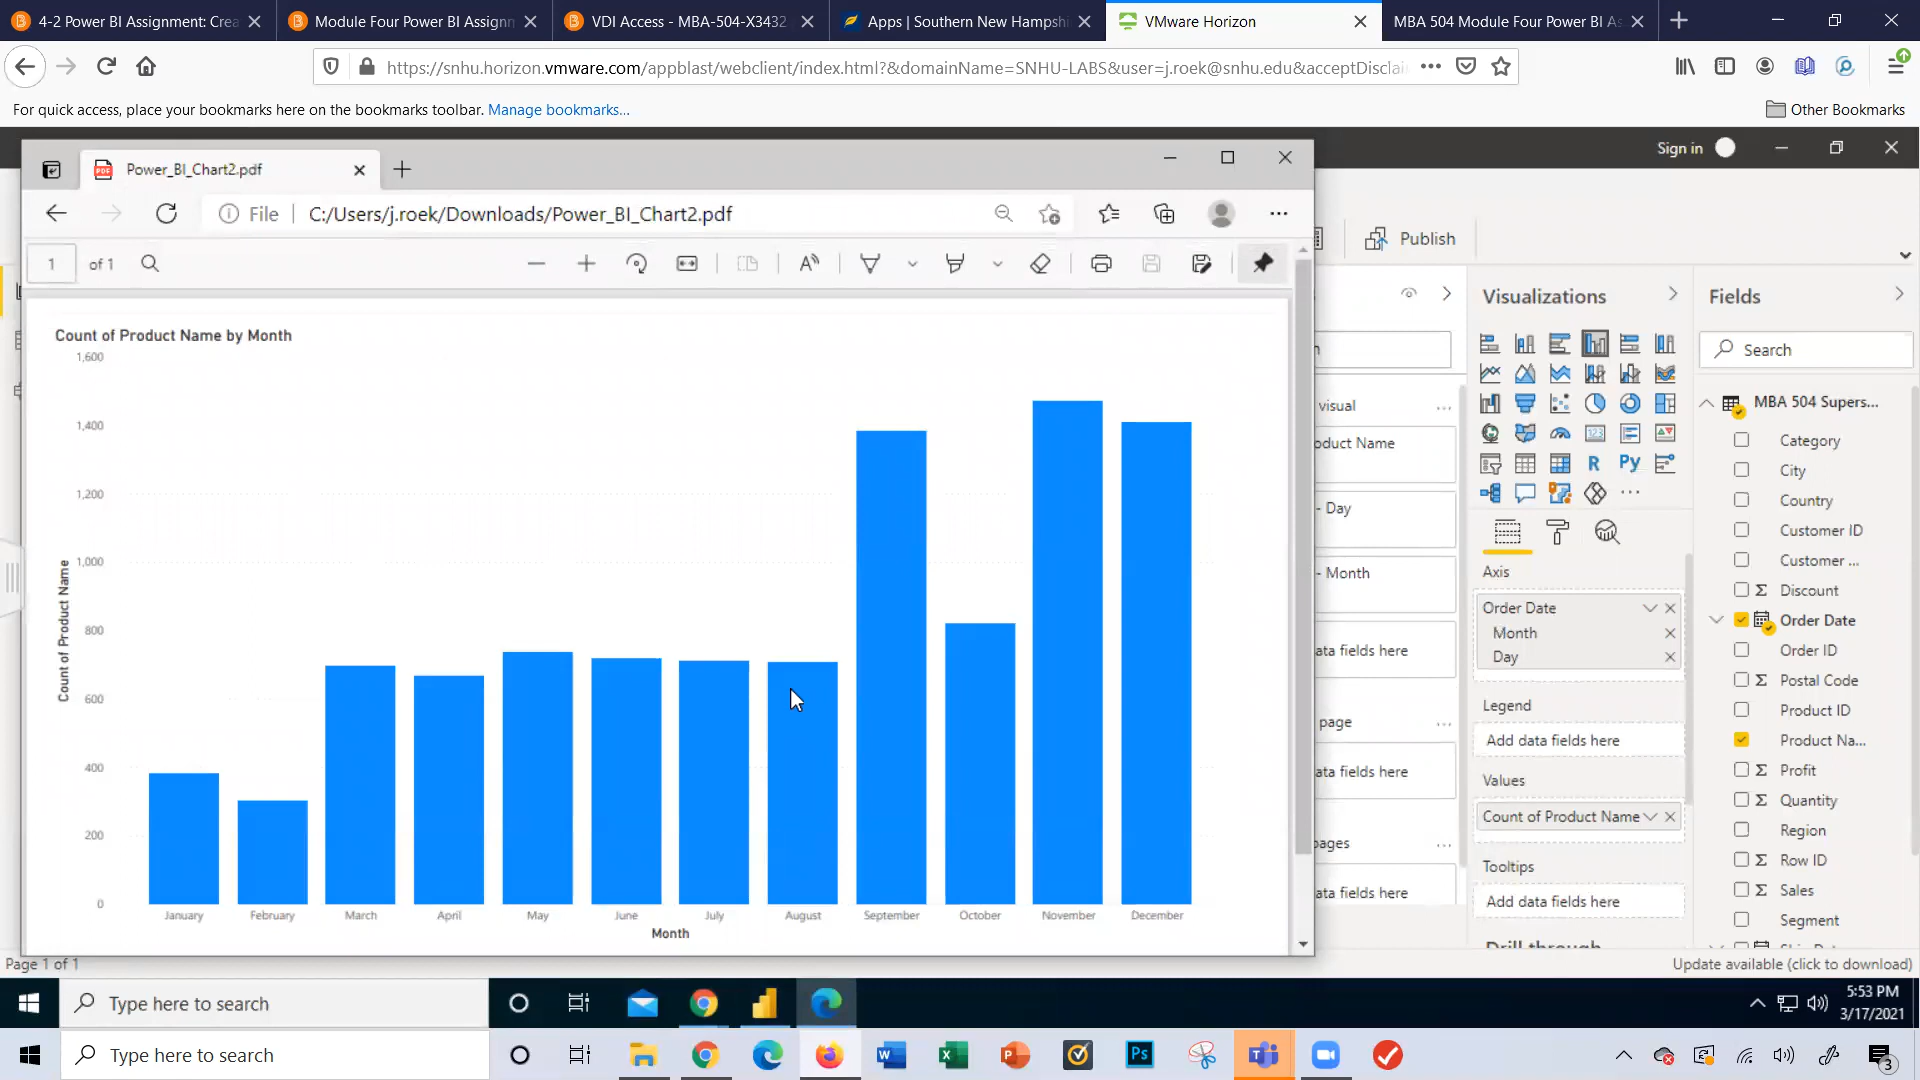 4-2 Power BI Assignment: Crea
Module Four Power BI Assignm
VDI Access - MBA-504-X3432
Apps | Southern New Hampshi
VMware Horizon
MBA 504 Module Four Power BI As
https://snhu.horizon.vmware.com/appblast/webclient/index.html?&domainName=SNHU-LABS&user=j.roek@snhu.edu&acceptDisclai
For quick access, place your bookmarks here on the bookmarks toolbar. Manage bookmarks...
Other Bookmarks
Sign in
Power_BI_Chart2.pdf
File
C:/Users/j.roek/Downloads/Power_BI_Chart2.pdf
1 of 1
Publish
Count of Product Name by Month
1,600
1,400
1,200
1,000
800
600
400
200
0
Count of Product Name
January February March April May June July August September October November December
Month
visual
oduct Name
- Day
- Month
ata fields here
page
ata fields here
pages
ata fields here
Visualizations
R
Py
123
Axis
Order Date
Month
Day
Legend
Add data fields here
Values
Count of Product Name
Tooltips
Add data fields here
Drill through
Fields
Search
MBA 504 Supers...
Category
City
Country
Customer ID
Customer ...
Σ Discount
Order Date
Order ID
Σ Postal Code
Product ID
Product Na...
Σ Profit
Σ Quantity
Region
Σ Row ID
Σ Sales
Segment
Page 1 of 1
Update available (click to download)
Type here to search
5:53 PM
3/17/2021
Type here to search
W
X
P
Ps
T
3